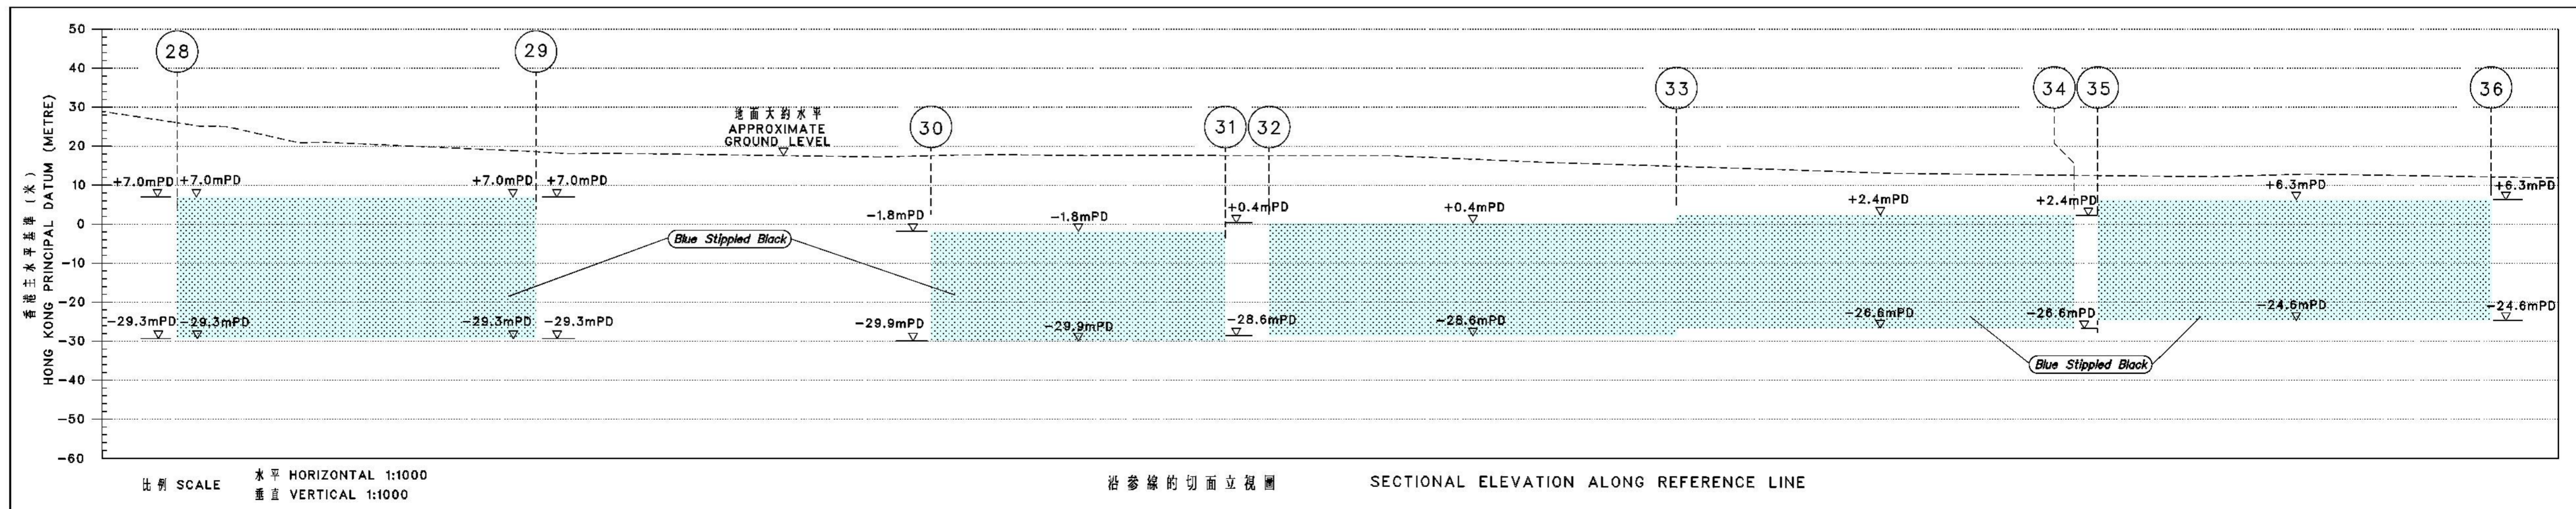 50
40
30
20
10
0
-10
-20
-30
-40
-50
-60
香港主水平基準 (米)
HONG KONG PRINCIPAL DATUM (METRE)
28
29
30
31
32
33
34
35
36
地面大約水平
APPROXIMATE
GROUND LEVEL
+7.0mPD
+7.0mPD
+7.0mPD
+7.0mPD
-1.8mPD
-1.8mPD
+0.4mPD
+0.4mPD
+2.4mPD
+2.4mPD
+6.3mPD
+6.3mPD
Blue Stippled Black
-29.3mPD
-29.3mPD
-29.3mPD
-29.3mPD
-29.9mPD
-29.9mPD
-28.6mPD
-28.6mPD
-26.6mPD
-26.6mPD
-24.6mPD
-24.6mPD
Blue Stippled Black
比例 SCALE
水平 HORIZONTAL 1:1000
垂直 VERTICAL 1:1000
沿參線的切面立視圖
SECTIONAL ELEVATION ALONG REFERENCE LINE